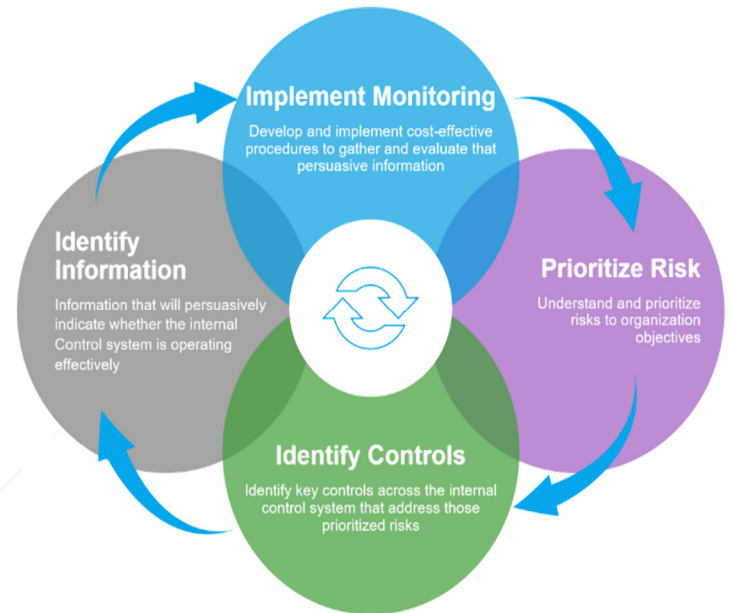 Implement Monitoring
Develop and implement cost-effective
procedures to gather and evaluate that
persuasive information
Identify
Information
Information that will persuasively
indicate whether the internal
Control system is operating
effectively
Prioritize Risk
Understand and prioritize
risks to organization
objectives
Identify Controls
Identify key controls across the internal
control system that address those
prioritized risks